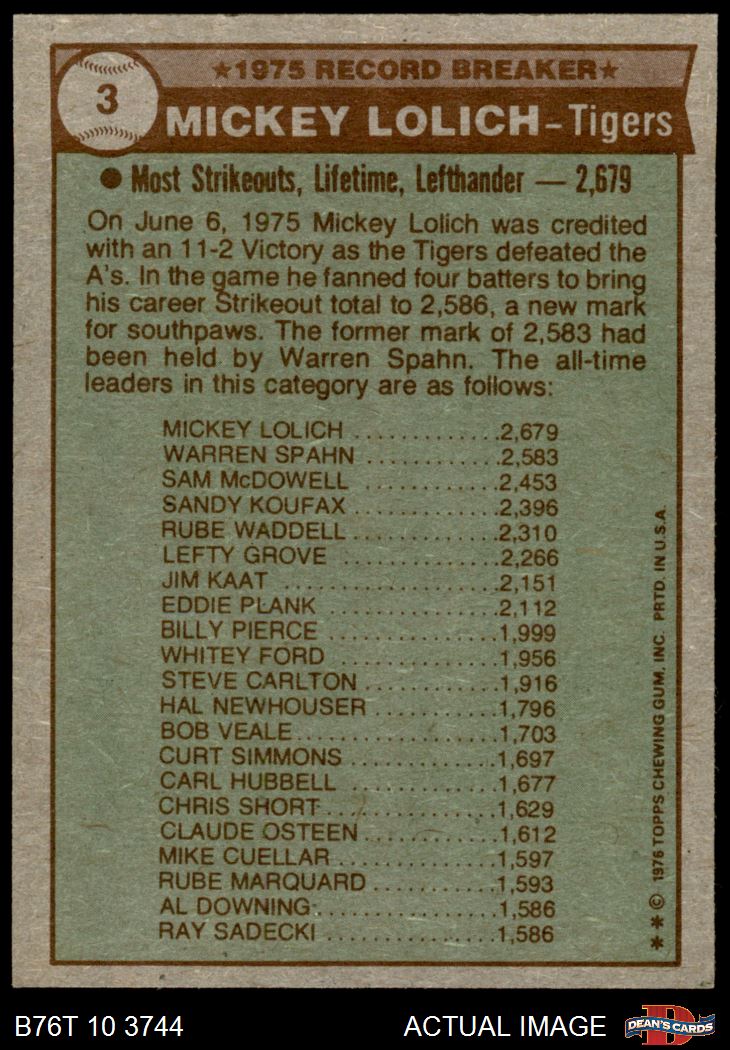 ★1975 RECORD BREAKER★
3
MICKEY LOLICH-Tigers
● Most Strikeouts, Lifetime, Lefthander — 2,679
On June 6, 1975 Mickey Lolich was credited
with an 11-2 Victory as the Tigers defeated the
A's. In the game he fanned four batters to bring
his career Strikeout total to 2,586, a new mark
for southpaws. The former mark of 2,583 had
been held by Warren Spahn. The all-time
leaders in this category are as follows:
MICKEY LOLICH ............2,679
WARREN SPAHN ...........2,583
SAM McDOWELL ...........2,453
SANDY KOUFAX ............2,396
RUBE WADDELL............2,310
LEFTY GROVE .............2,266
JIM KAAT ..................2,151
EDDIE PLANK ..............2,112
BILLY PIERCE ..............1,999
WHITEY FORD .............1,956
STEVE CARLTON ...........1,916
HAL NEWHOUSER ..........1,796
BOB VEALE................1,703
CURT SIMMONS ............1,697
CARL HUBBELL ............1,677
CHRIS SHORT..............1,629
CLAUDE OSTEEN...........1,612
MIKE CUELLAR.............1,597
RUBE MARQUARD..........1,593
AL DOWNING..............1,586
RAY SADECKI .............1,586
** © 1976 TOPPS CHEWING GUM, INC. PRTD. IN U.S.A.
B76T 10 3744
ACTUAL IMAGE
D
DEAN'S CARDS